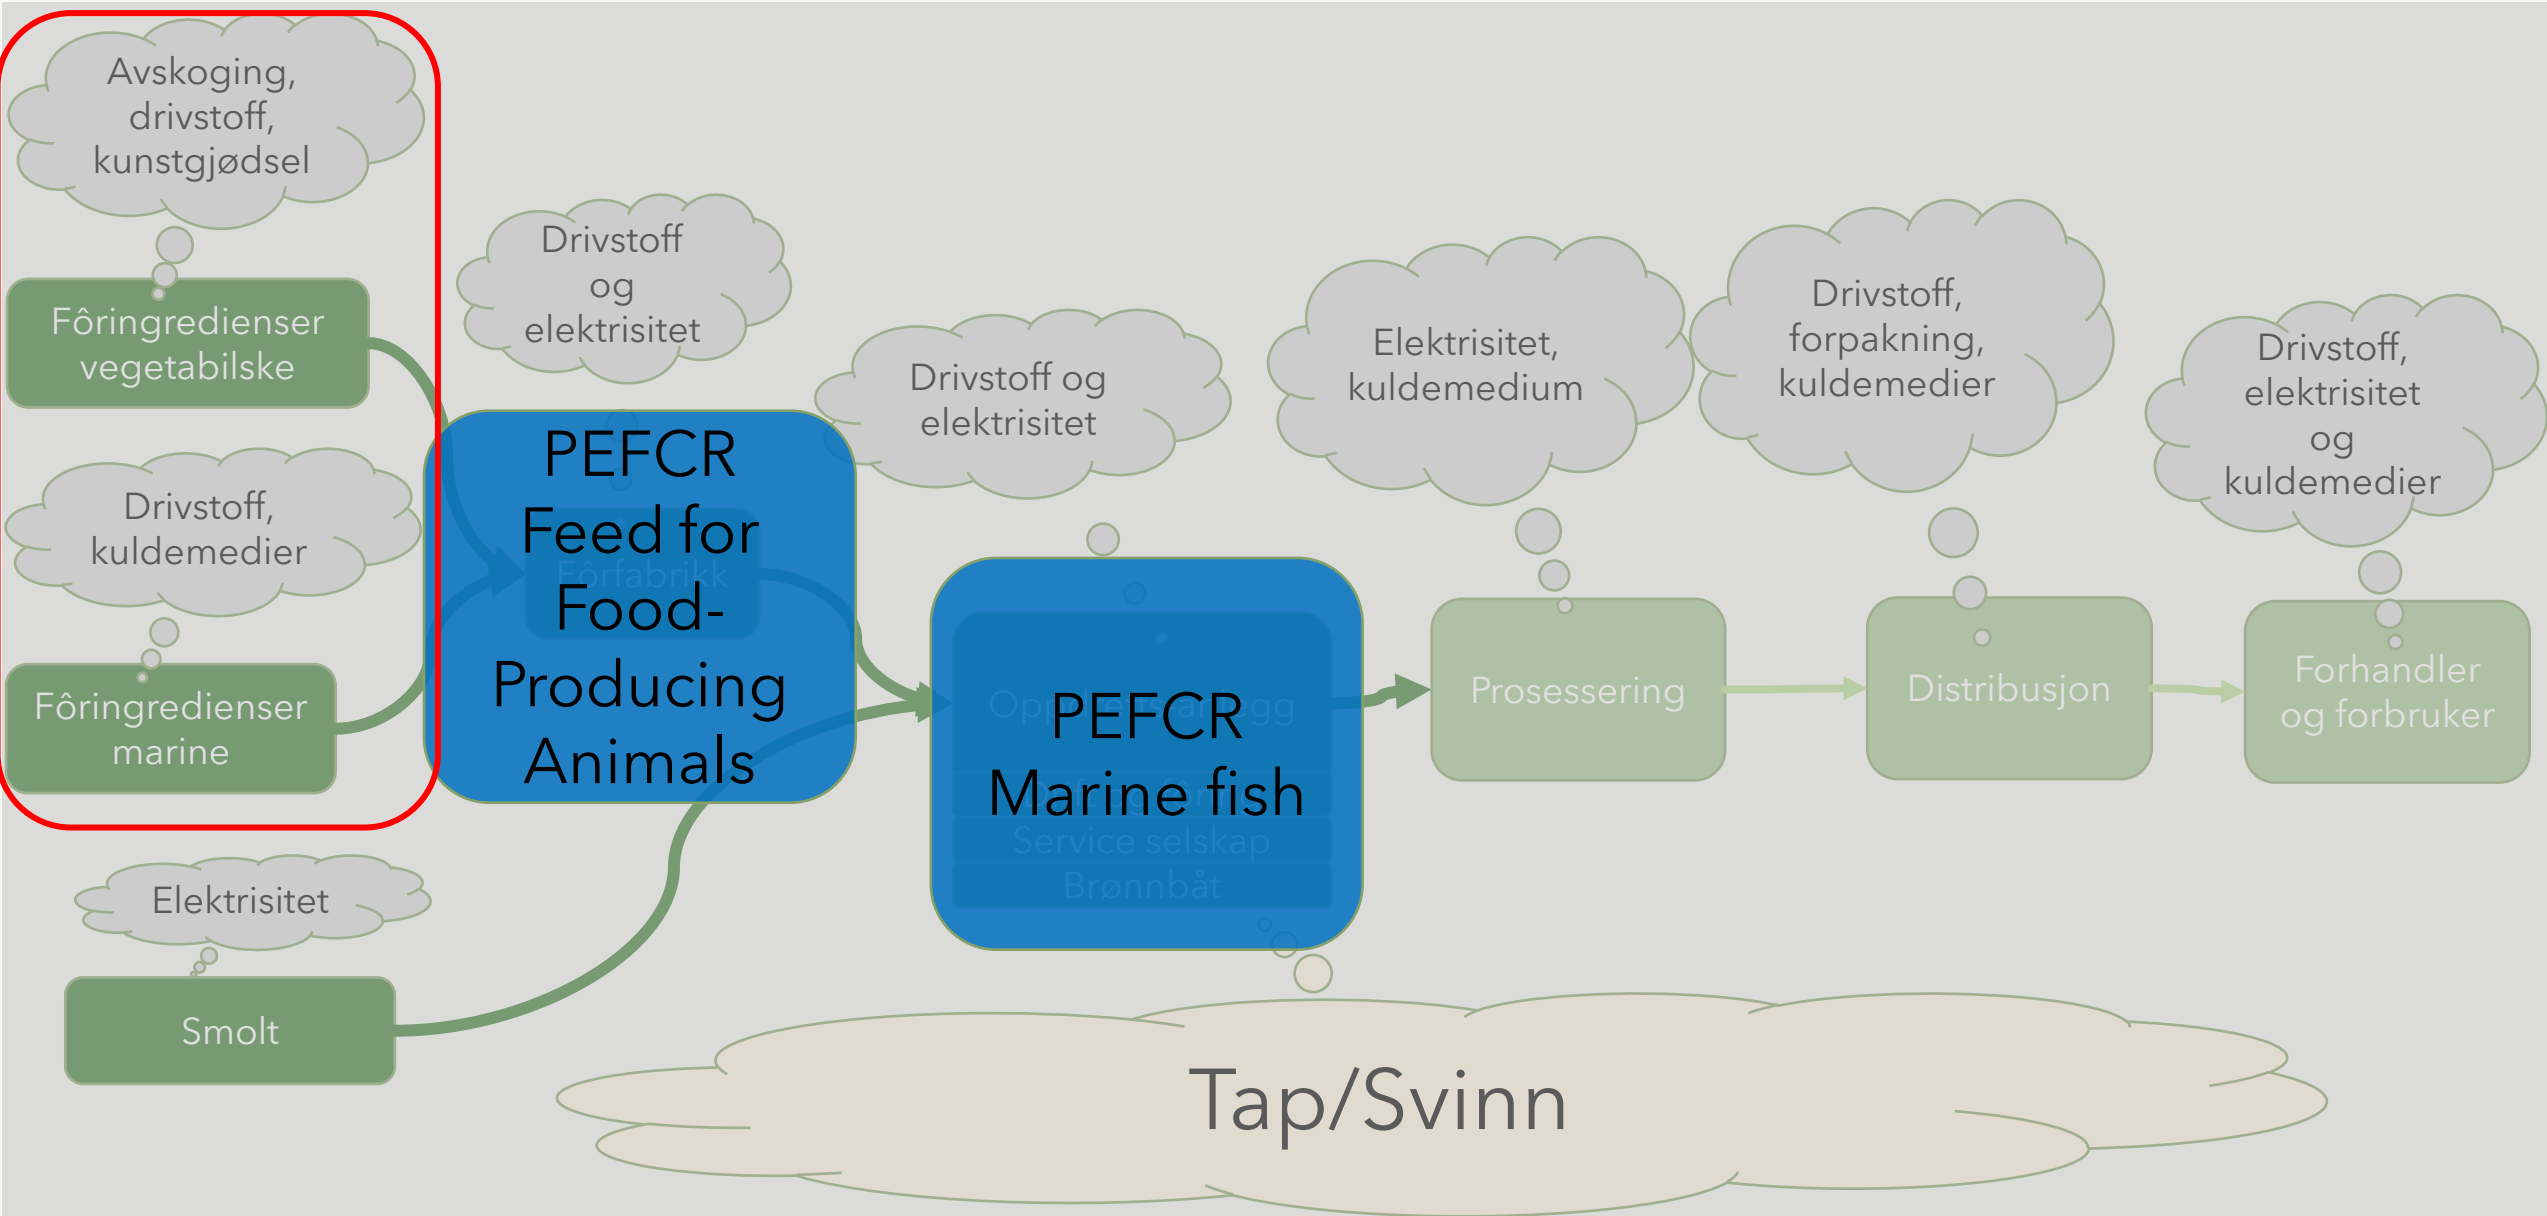 Avskoging,
drivstoff,
kunstgjødsel
Fôringredienser
vegetabilske
Drivstoff,
kuldemedier
Fôringredienser
marine
Elektrisitet
Smolt
Drivstoff
og
elektrisitet
PEFCR
Feed for
Food-
Producing
Animals
Fôrfabrikk
Drivstoff og
elektrisitet
PEFCR
Marine fish
Service selskap
Brønnbåt
Elektrisitet,
kuldemedium
Prosessering
Drivstoff,
forpakning,
kuldemedier
Distribusjon
Drivstoff,
elektrisitet
og
kuldemedier
Forhandler
og forbruker
Tap/Svinn